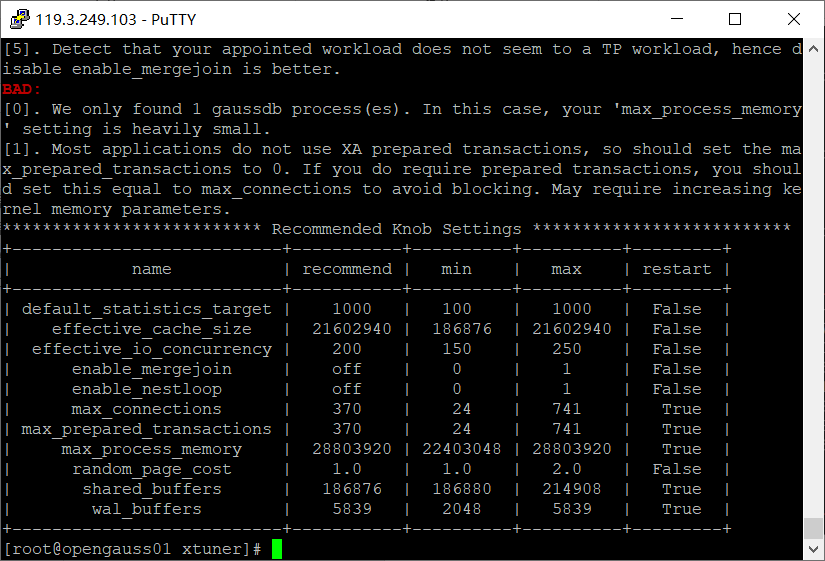 119.3.249.103 - PuTTY
[5]. Detect that your appointed workload does not seem to a TP workload, hence d
isable enable_mergejoin is better.
BAD:
[0]. We only found 1 gaussdb process(es). In this case, your 'max_process_memory
' setting is heavily small.
[1]. Most applications do not use XA prepared transactions, so should set the ma
x_prepared_transactions to 0. If you do require prepared transactions, you shoul
d set this equal to max_connections to avoid blocking. May require increasing ke
rnel memory parameters.
************************** Recommended Knob Settings **************************
+---------------------------+-----------+----------+----------+---------+
|            name           | recommend |   min    |   max    | restart |
+---------------------------+-----------+----------+----------+---------+
| default_statistics_target |    1000   |   100    |   1000   |  False  |
|    effective_cache_size   |  21602940 |  186876  | 21602940 |  False  |
|  effective_io_concurrency |    200    |   150    |   250    |  False  |
|      enable_mergejoin     |    off    |    0     |    1     |  False  |
|      enable_nestloop      |    off    |    0     |    1     |  False  |
|      max_connections      |    370    |    24    |   741    |   True  |
| max_prepared_transactions |    370    |    24    |   741    |   True  |
|     max_process_memory    |  28803920 | 22403048 | 28803920 |   True  |
|      random_page_cost     |    1.0    |   1.0    |   2.0    |  False  |
|       shared_buffers      |   186876  |  186880  |  214908  |   True  |
|        wal_buffers        |    5839   |   2048   |   5839   |   True  |
+---------------------------+-----------+----------+----------+---------+
[root@opengauss01 xtuner]#